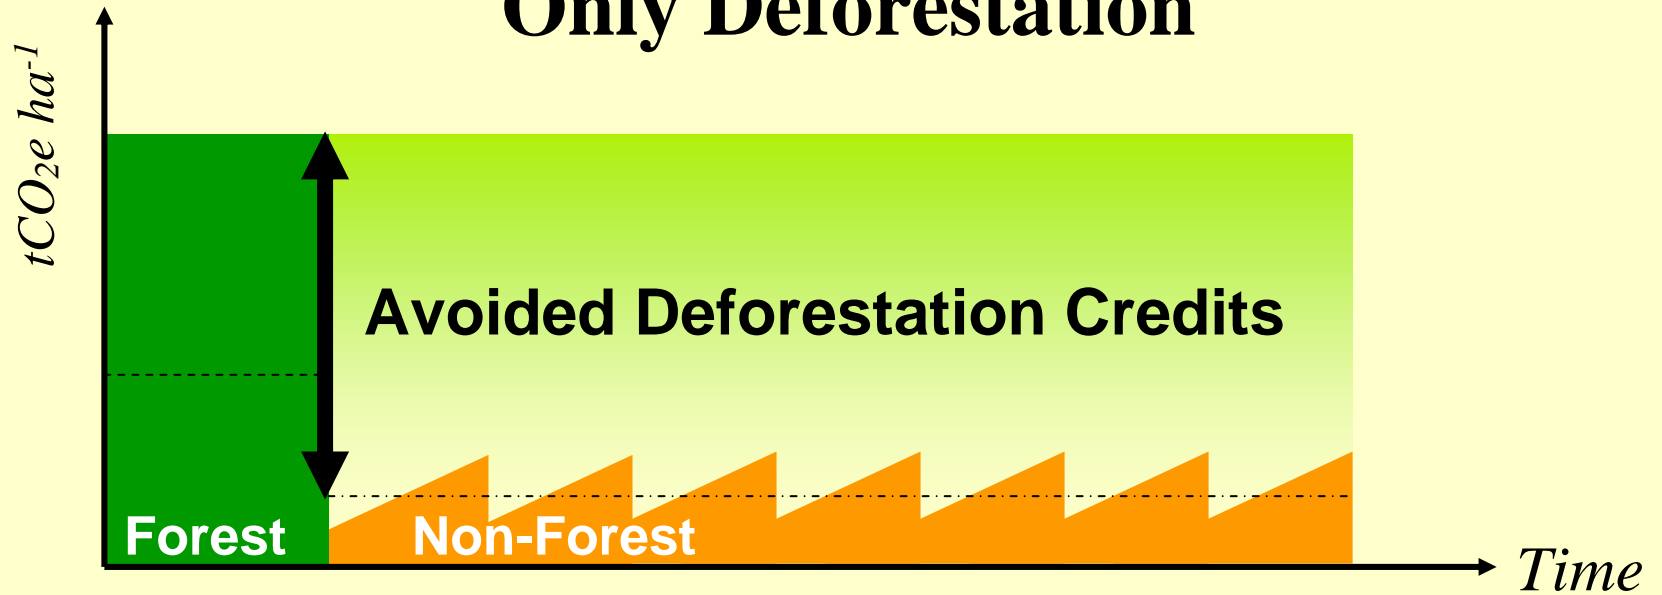 Only Deforestation
tCO₂e ha⁻¹
Avoided Deforestation Credits
Forest
Non-Forest
Time